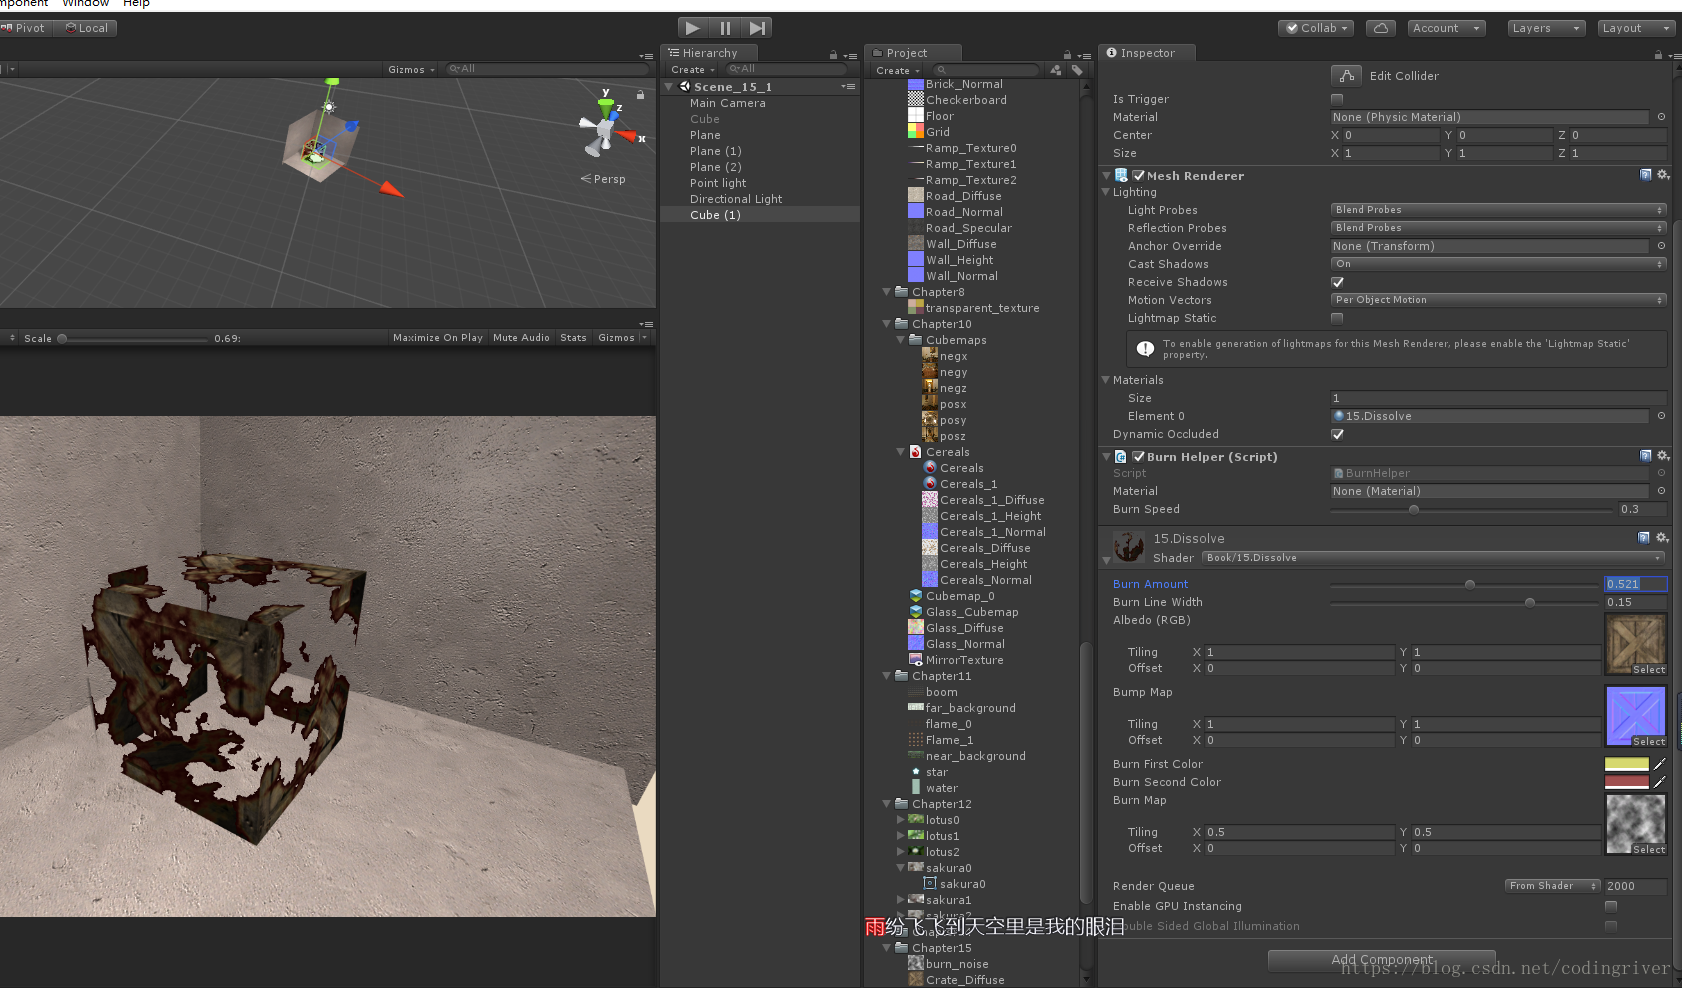 mponent Window Help
Pivot Local Collab Account Layers Layout
Gizmos All
y
z
x
Persp
Scale 0.69: Maximize On Play Mute Audio Stats Gizmos
Hierarchy
Create All
Scene_15_1
Main Camera
Cube
Plane
Plane (1)
Plane (2)
Point light
Directional Light
Cube (1)
Project
Create
Brick_Normal
Checkerboard
Floor
Grid
Ramp_Texture0
Ramp_Texture1
Ramp_Texture2
Road_Diffuse
Road_Normal
Road_Specular
Wall_Diffuse
Wall_Height
Wall_Normal
Chapter8
transparent_texture
Chapter10
Cubemaps
negx
negy
negz
posx
posy
posz
Cereals
Cereals
Cereals_1
Cereals_1_Diffuse
Cereals_1_Height
Cereals_1_Normal
Cereals_Diffuse
Cereals_Height
Cereals_Normal
Cubemap_0
Glass_Cubemap
Glass_Diffuse
Glass_Normal
MirrorTexture
Chapter11
boom
far_background
flame_0
Flame_1
near_background
star
water
Chapter12
lotus0
lotus1
lotus2
sakura0
sakura0
sakura1
sakura2
雨纷飞飞到天空里是我的眼泪
Chapter15
burn_noise
Crate_Diffuse
Inspector
Edit Collider
Is Trigger
Material None (Physic Material)
Center X 0 Y 0 Z 0
Size X 1 Y 1 Z 1
Mesh Renderer
Lighting
Light Probes Blend Probes
Reflection Probes Blend Probes
Anchor Override None (Transform)
Cast Shadows On
Receive Shadows
Motion Vectors Per Object Motion
Lightmap Static
To enable generation of lightmaps for this Mesh Renderer, please enable the 'Lightmap Static'
property.
Materials
Size 1
Element 0 15.Dissolve
Dynamic Occluded
Burn Helper (Script)
Script BurnHelper
Material None (Material)
Burn Speed 0.3
15.Dissolve
Shader Book/15.Dissolve
Burn Amount 0.521
Burn Line Width 0.15
Albedo (RGB)
Tiling X 1 Y 1
Offset X 0 Y 0
Select
Bump Map
Tiling X 1 Y 1
Offset X 0 Y 0
Select
Burn First Color
Burn Second Color
Burn Map
Tiling X 0.5 Y 0.5
Offset X 0 Y 0
Select
Render Queue From Shader 2000
Enable GPU Instancing
uble Sided Global Illumination
Add Component
https://blog.csdn.net/codingriver